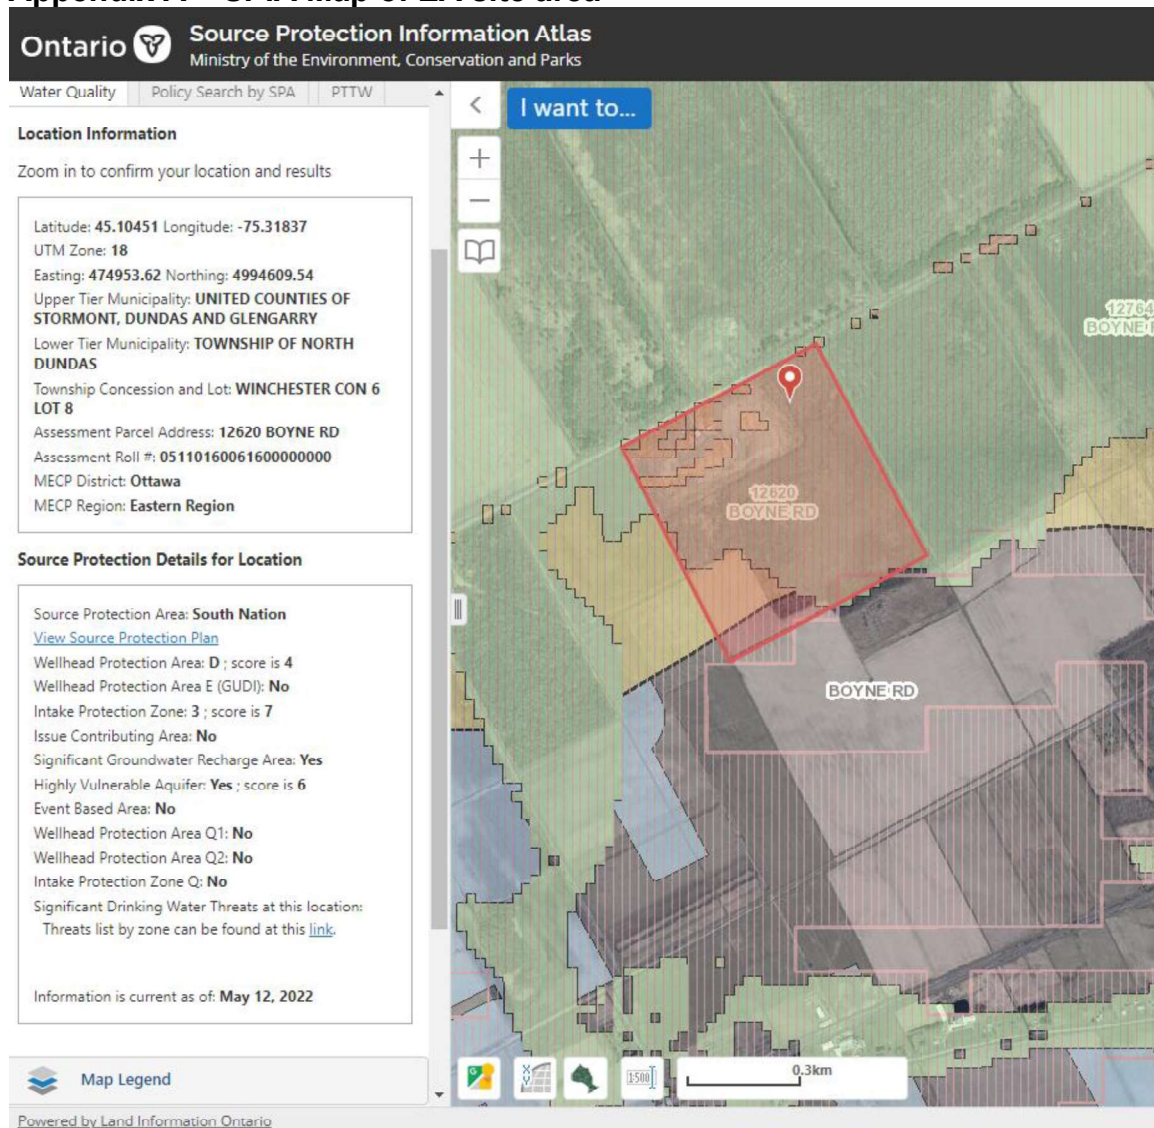 Ontario
Source Protection Information Atlas
Ministry of the Environment, Conservation and Parks
Water Quality Policy Search by SPA PTTW
I want to...
Location Information
Zoom in to confirm your location and results
Latitude: 45.10451 Longitude: -75.31837
UTM Zone: 18
Easting: 474953.62 Northing: 4994609.54
Upper Tier Municipality: UNITED COUNTIES OF
STORMONT, DUNDAS AND GLENGARRY
Lower Tier Municipality: TOWNSHIP OF NORTH
DUNDAS
Township Concession and Lot: WINCHESTER CON 6
LOT 8
Assessment Parcel Address: 12620 BOYNE RD
Assessment Roll #: 05110160061600000000
MECP District: Ottawa
MECP Region: Eastern Region
Source Protection Details for Location
Source Protection Area: South Nation
View Source Protection Plan
Wellhead Protection Area: D ; score is 4
Wellhead Protection Area E (GUDI): No
Intake Protection Zone: 3 ; score is 7
Issue Contributing Area: No
Significant Groundwater Recharge Area: Yes
Highly Vulnerable Aquifer: Yes ; score is 6
Event Based Area: No
Wellhead Protection Area Q1: No
Wellhead Protection Area Q2: No
Intake Protection Zone Q: No
Significant Drinking Water Threats at this location:
Threats list by zone can be found at this link.
Information is current as of: May 12, 2022
Map Legend
Powered by Land Information Ontario
12764
BOYNE
12620
BOYNE RD
BOYNE RD
1:500
0.3km